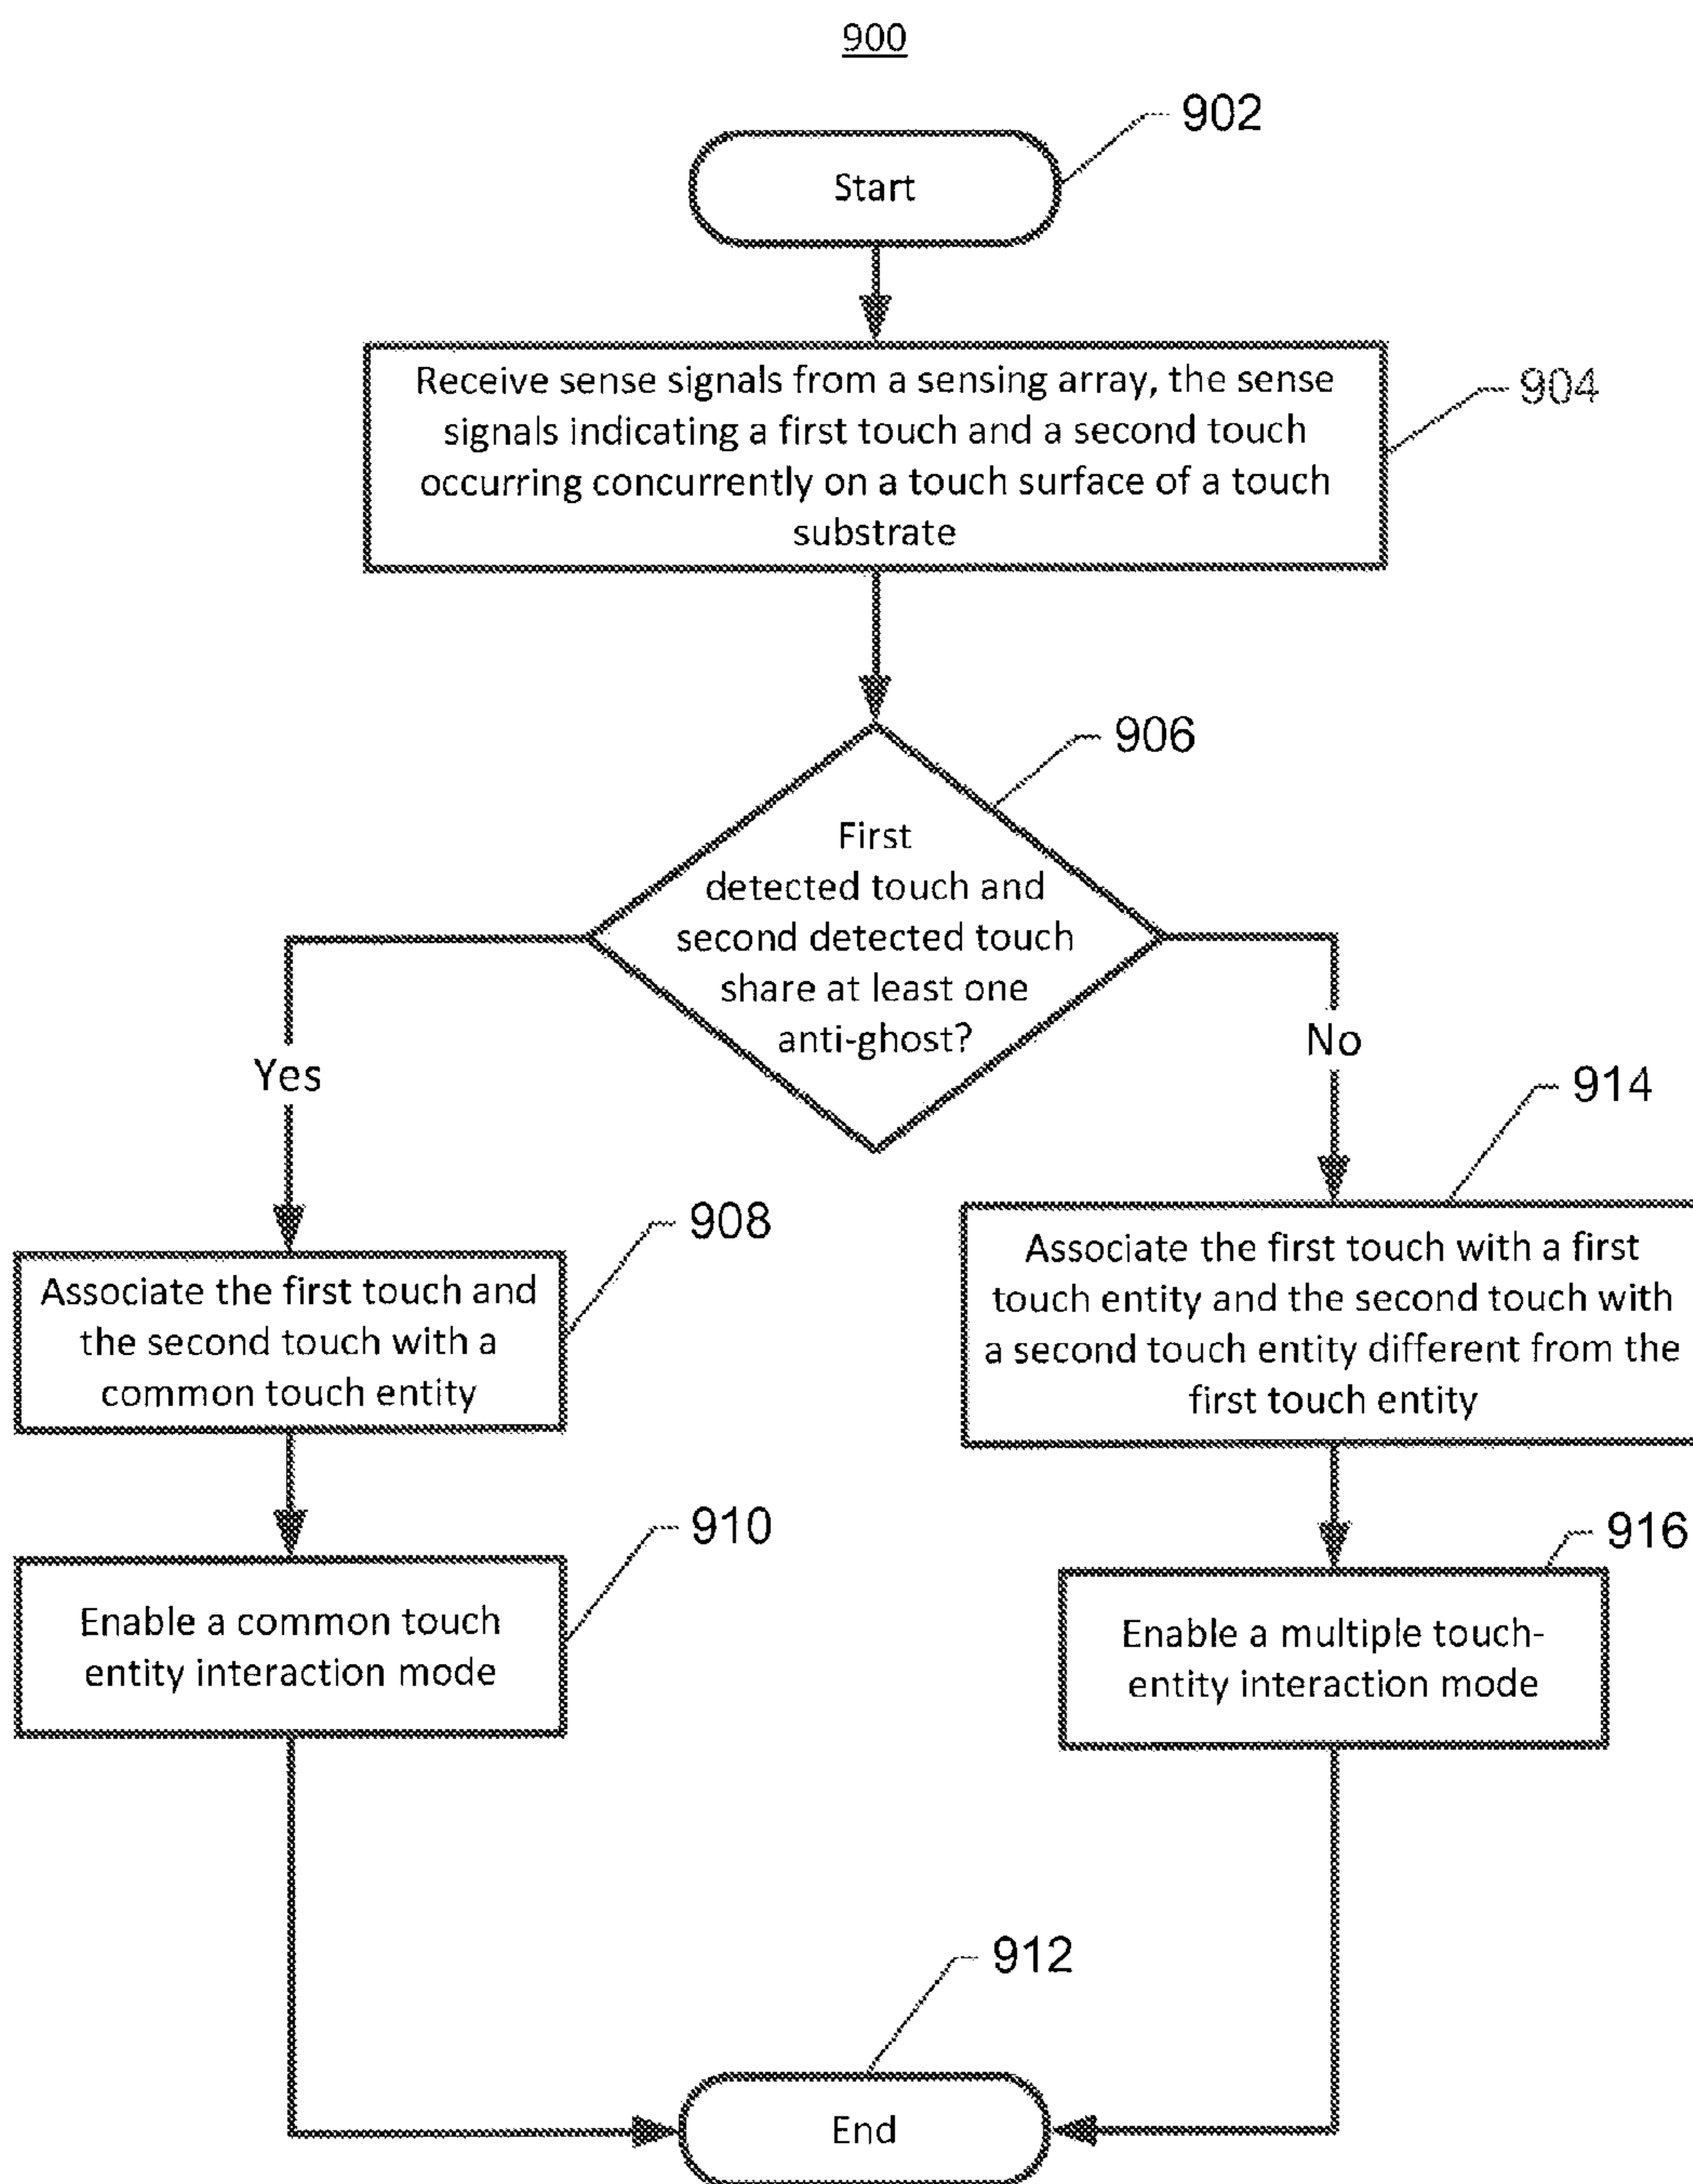 900
902
Start
Receive sense signals from a sensing array, the sense
signals indicating a first touch and a second touch
occurring concurrently on a touch surface of a touch
substrate
904
906
First
detected touch and
second detected touch
share at least one
anti-ghost?
Yes
No
908
Associate the first touch and
the second touch with a
common touch entity
914
Associate the first touch with a first
touch entity and the second touch with
a second touch entity different from the
first touch entity
910
Enable a common touch
entity interaction mode
916
Enable a multiple touch-
entity interaction mode
912
End